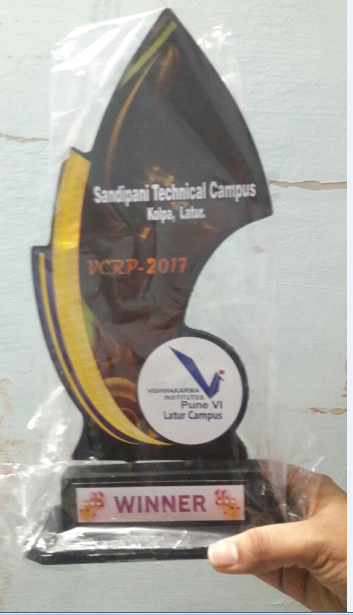 Sandipani Technical Campus
Kolpa, Latur.
VCRP-2017
VISHWAKARMA
INSTITUTES
Pune VI
Latur Campus
WINNER